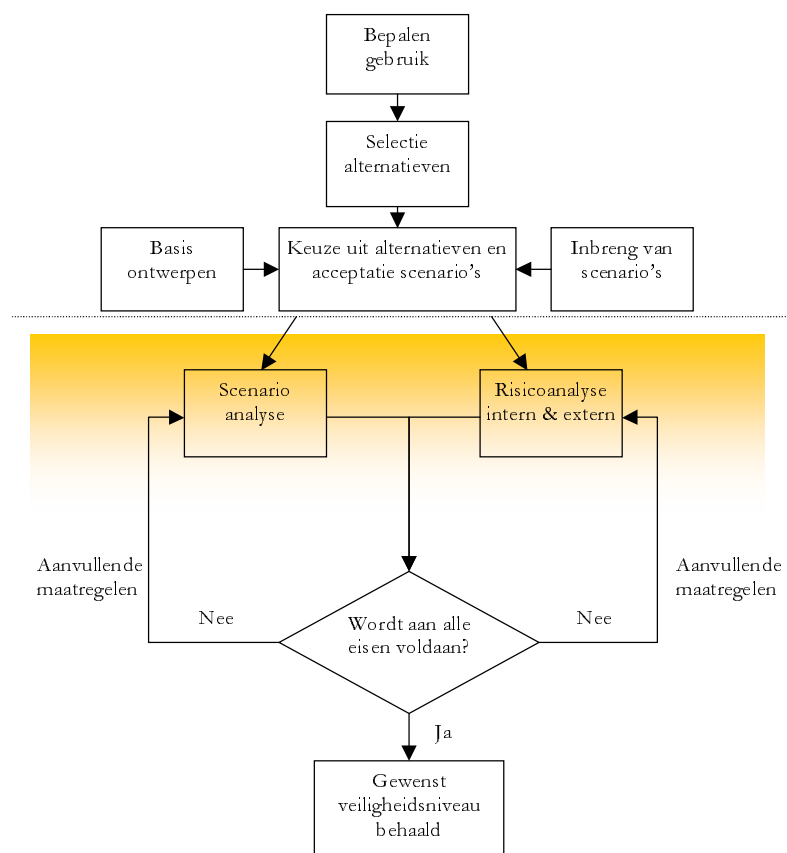 Bepalen
gebruik
Selectie
alternatieven
Basis
ontwerpen
Keuze uit alternatieven en
acceptatie scenario's
Inbreng van
scenario's
Scenario
analyse
Risicoanalyse
intern & extern
Aanvullende
maatregelen
Aanvullende
maatregelen
Nee
Nee
Wordt aan alle
eisen voldaan?
Ja
Gewenst
veiligheidsniveau
behaald